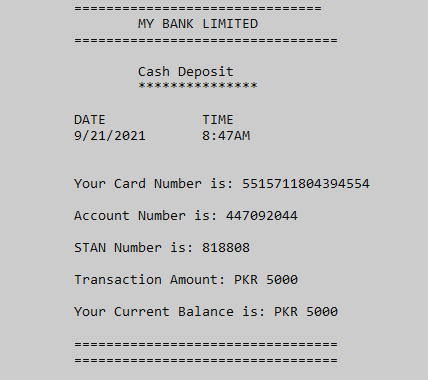 ===============================
MY BANK LIMITED
=================================
Cash Deposit
***************
DATE TIME
9/21/2021 8:47AM
Your Card Number is: 5515711804394554
Account Number is: 447092044
STAN Number is: 818808
Transaction Amount: PKR 5000
Your Current Balance is: PKR 5000
=================================
=================================